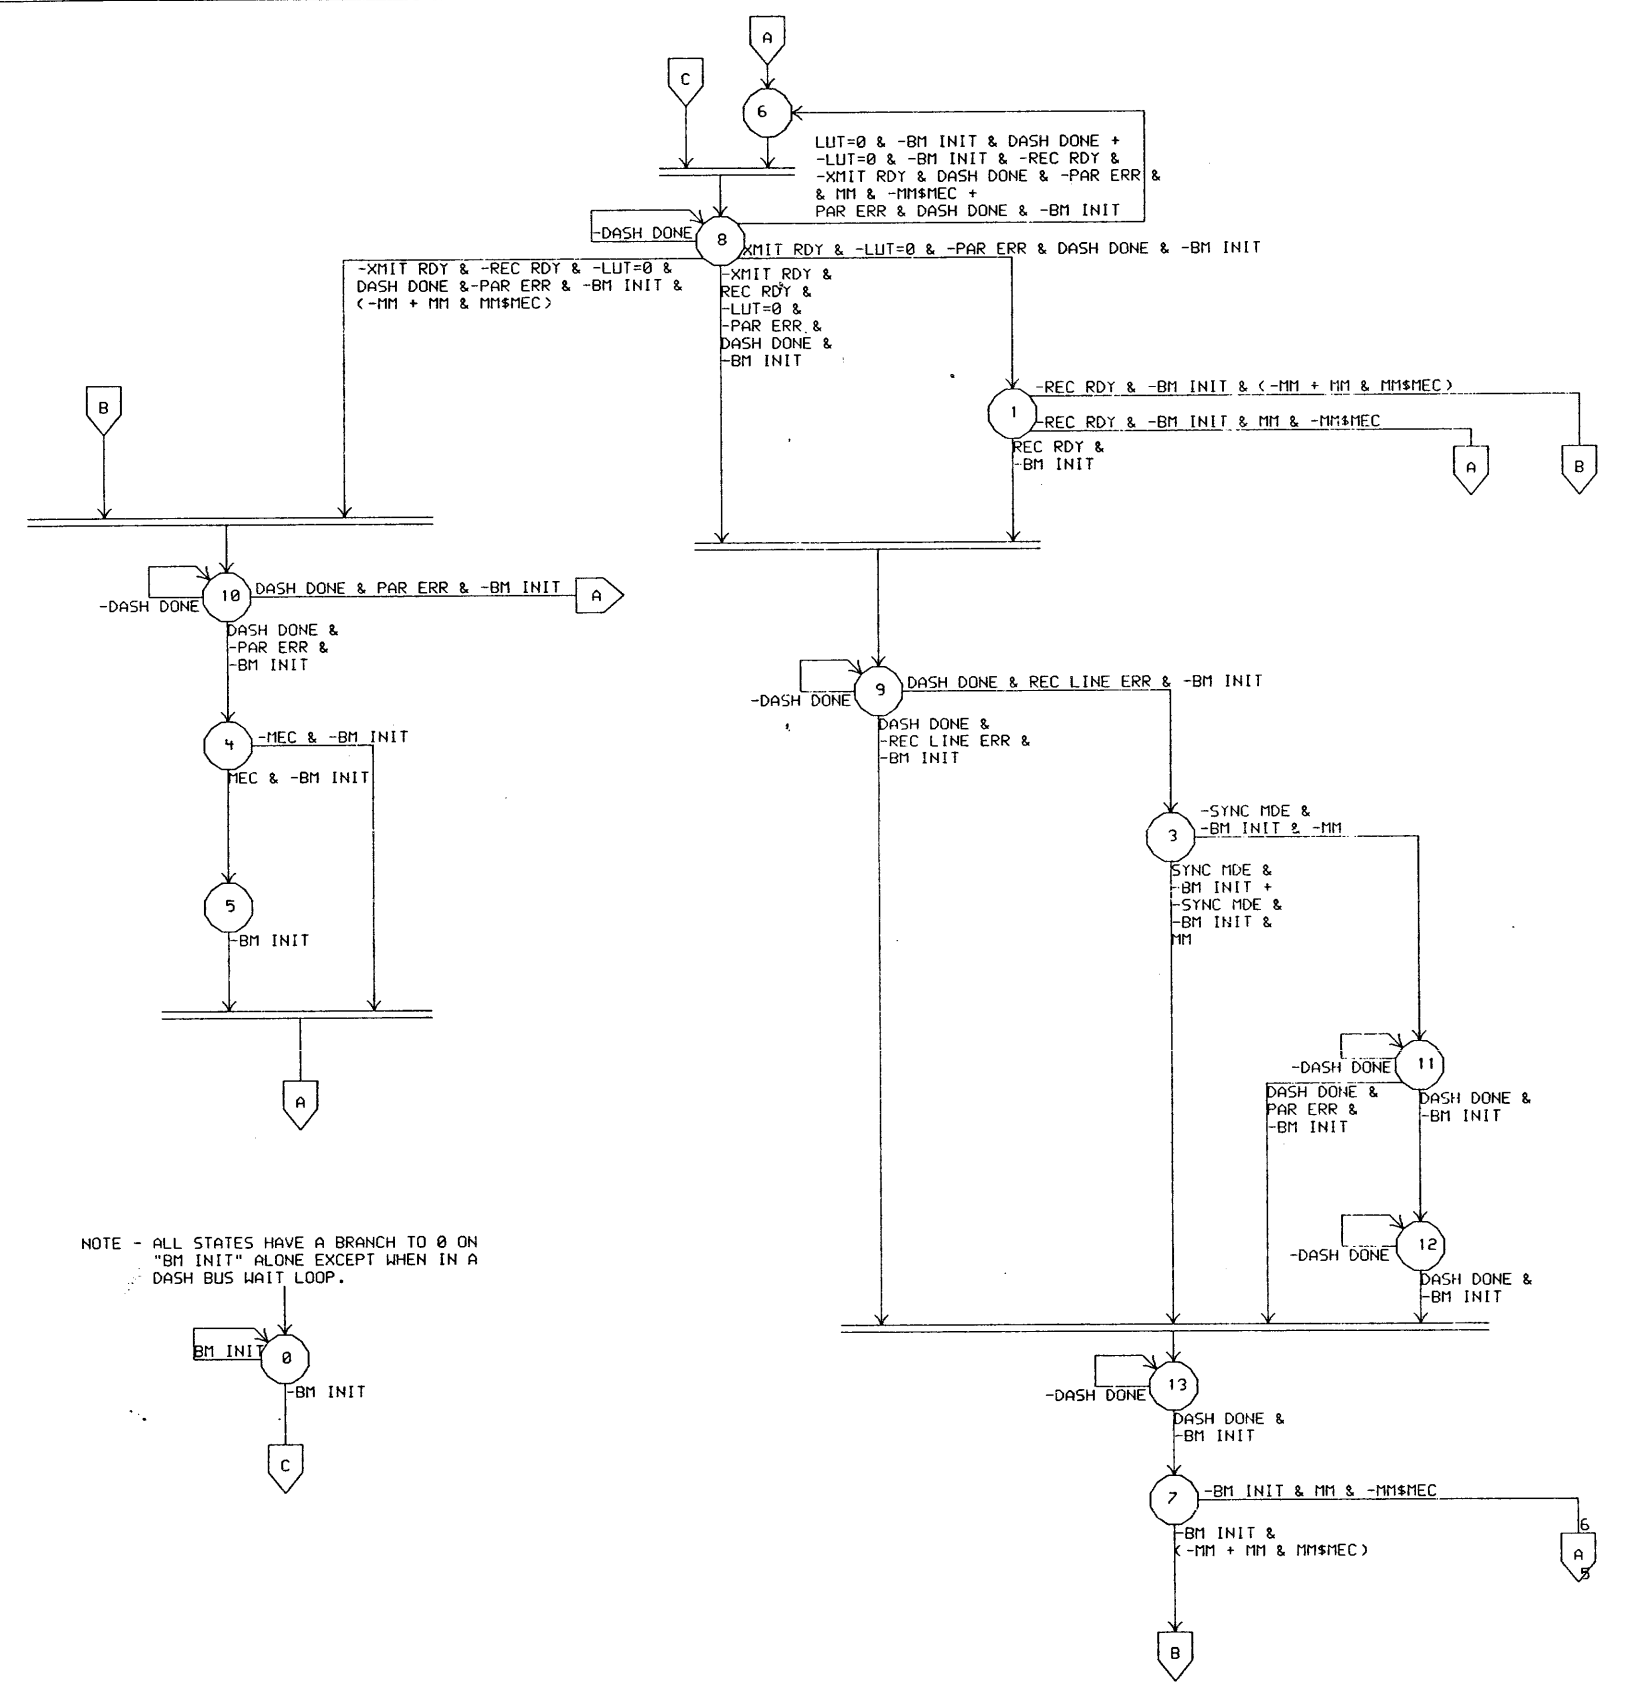 A
C
6
LUT=0 & -BM INIT & DASH DONE +
-LUT=0 & -BM INIT & -REC RDY &
-XMIT RDY & DASH DONE & -PAR ERR &
& MM & -MM$MEC +
PAR ERR & DASH DONE & -BM INIT
-DASH DONE
8
XMIT RDY & -LUT=0 & -PAR ERR & DASH DONE & -BM INIT
-XMIT RDY & -REC RDY & -LUT=0 &
DASH DONE &-PAR ERR & -BM INIT &
(-MM + MM & MM$MEC)
-XMIT RDY &
REC RDY &
-LUT=0 &
-PAR ERR &
DASH DONE &
-BM INIT
B
1
-REC RDY & -BM INIT & (-MM + MM & MM$MEC)
-REC RDY & -BM INIT & MM & -MM$MEC
REC RDY &
-BM INIT
A
B
-DASH DONE
10
DASH DONE & PAR ERR & -BM INIT
A
DASH DONE &
-PAR ERR &
-BM INIT
4
-MEC & -BM INIT
MEC & -BM INIT
5
-BM INIT
A
-DASH DONE
9
DASH DONE & REC LINE ERR & -BM INIT
DASH DONE &
-REC LINE ERR &
-BM INIT
3
-SYNC MDE &
-BM INIT & -MM
SYNC MDE &
-BM INIT +
-SYNC MDE &
-BM INIT &
MM
-DASH DONE
11
DASH DONE &
PAR ERR &
-BM INIT
DASH DONE &
-BM INIT
-DASH DONE
12
DASH DONE &
-BM INIT
NOTE - ALL STATES HAVE A BRANCH TO 0 ON
"BM INIT" ALONE EXCEPT WHEN IN A
DASH BUS WAIT LOOP.
BM INIT
0
-BM INIT
C
-DASH DONE
13
DASH DONE &
-BM INIT
7
-BM INIT & MM & -MM$MEC
-BM INIT &
(-MM + MM & MM$MEC)
6
A
5
B